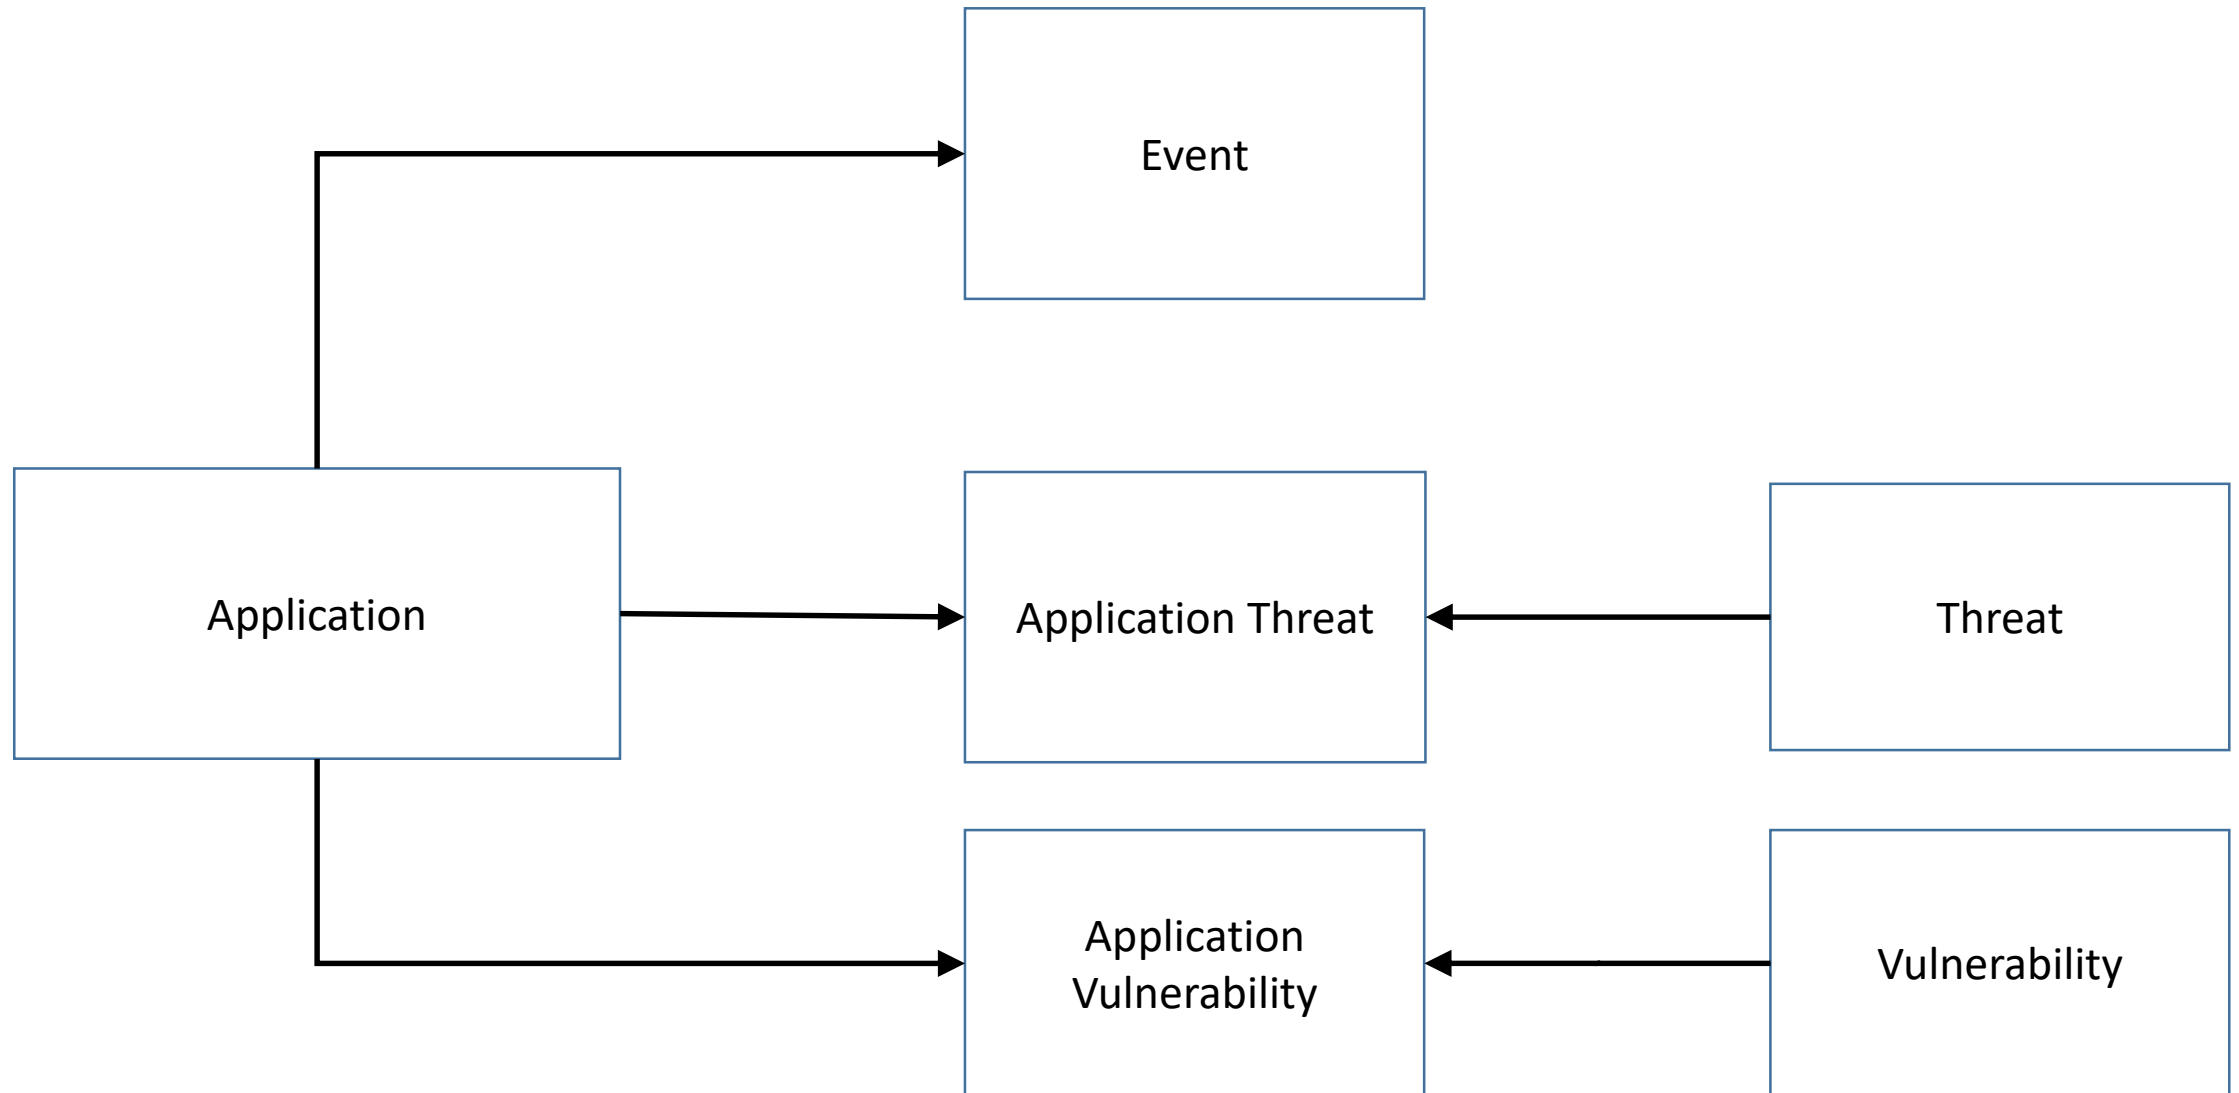 Event
Application
Application Threat
Threat
Application
Vulnerability
Vulnerability